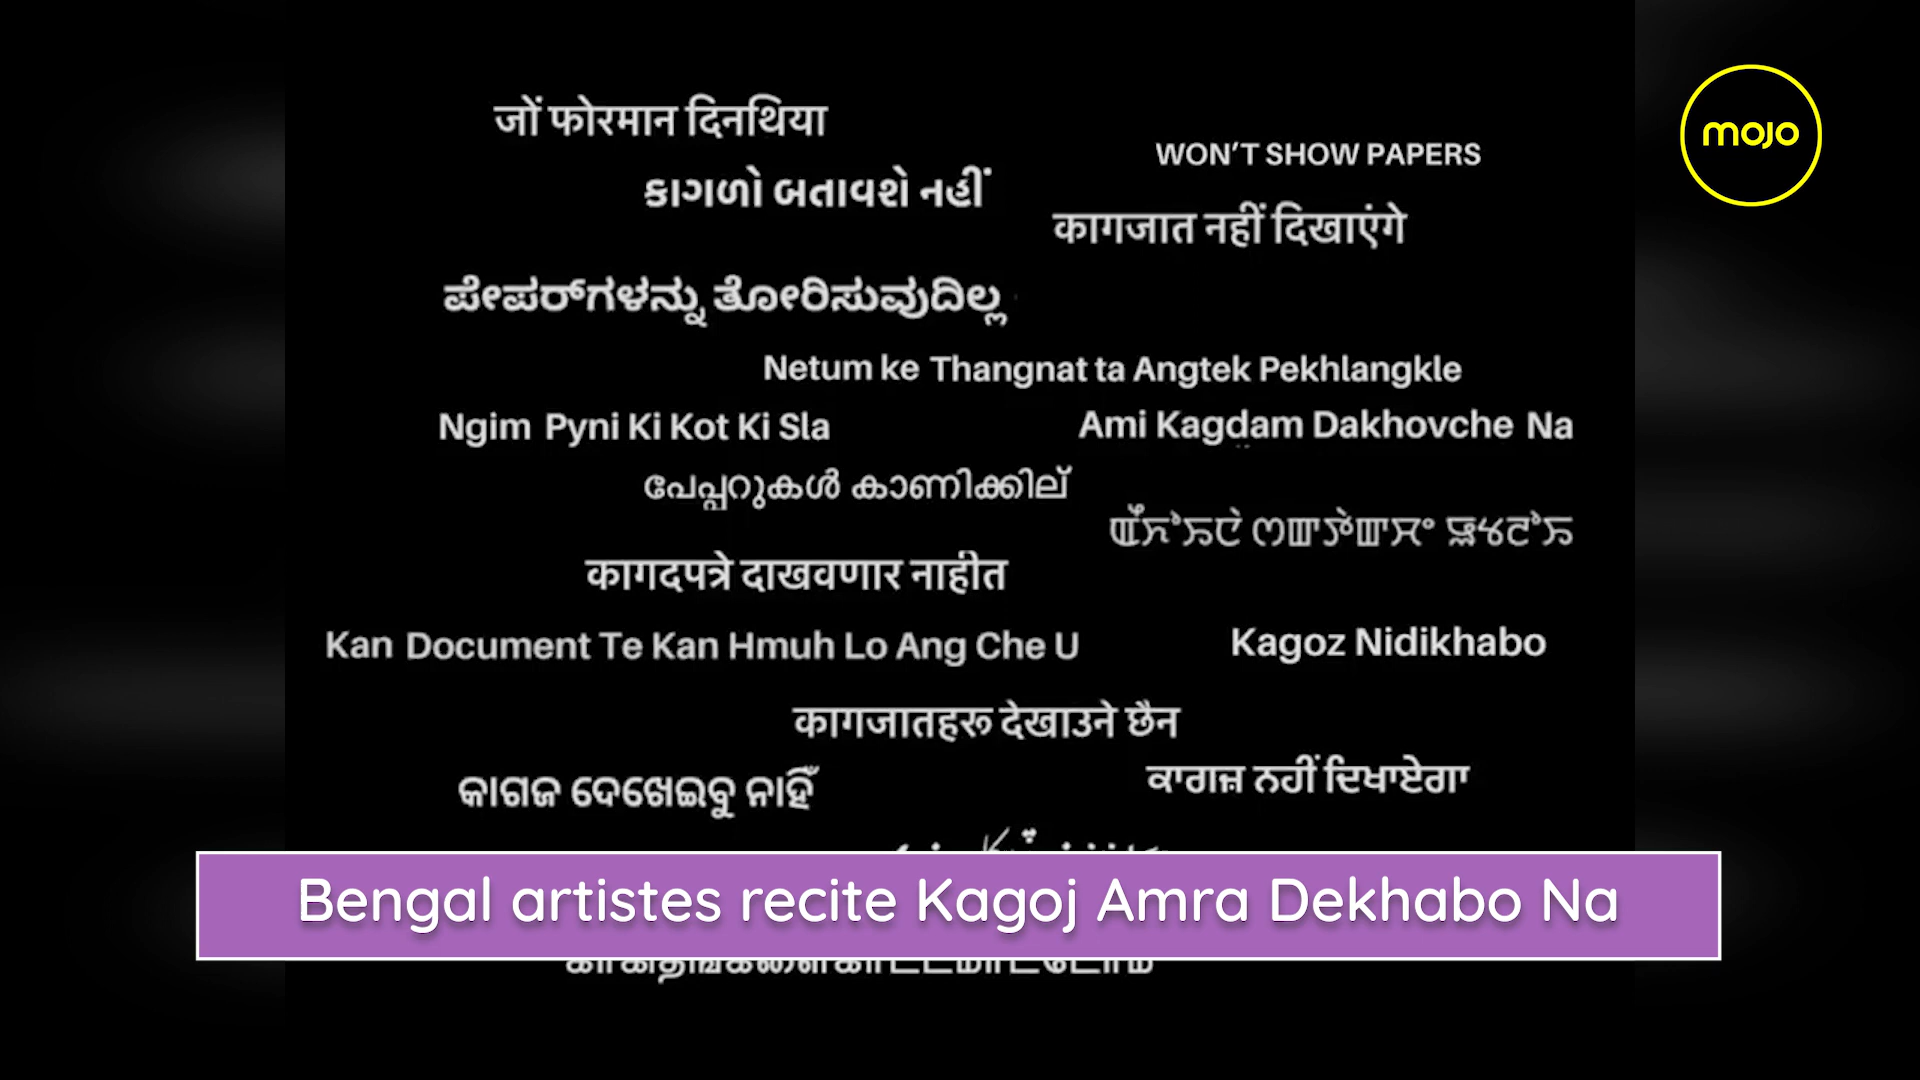 जों फोरमान दिनथिया
mojo
WON'T SHOW PAPERS
કાગળો બતાવશે નહીં
कागजात नहीं दिखाएंगे
ಪೇಪರ್‌ಗಳನ್ನು ತೋರಿಸುವುದಿಲ್ಲ
Netum ke Thangnat ta Angtek Pekhlangkle
Ngim Pyni Ki Kot Ki Sla
Ami Kagdam Dakhovche Na
പേപ്പറുകൾ കാണിക്കില്
कागदपत्रे दाखवणार नाहीत
Kan Document Te Kan Hmuh Lo Ang Che U
Kagoz Nidikhabo
कागजातहरू देखाउने छैन
କାଗଜ ଦେଖେଇବୁ ନାହିଁ
ਕਾਗਜ਼ ਨਹੀਂ ਦਿਖਾਏਗਾ
Bengal artistes recite Kagoj Amra Dekhabo Na